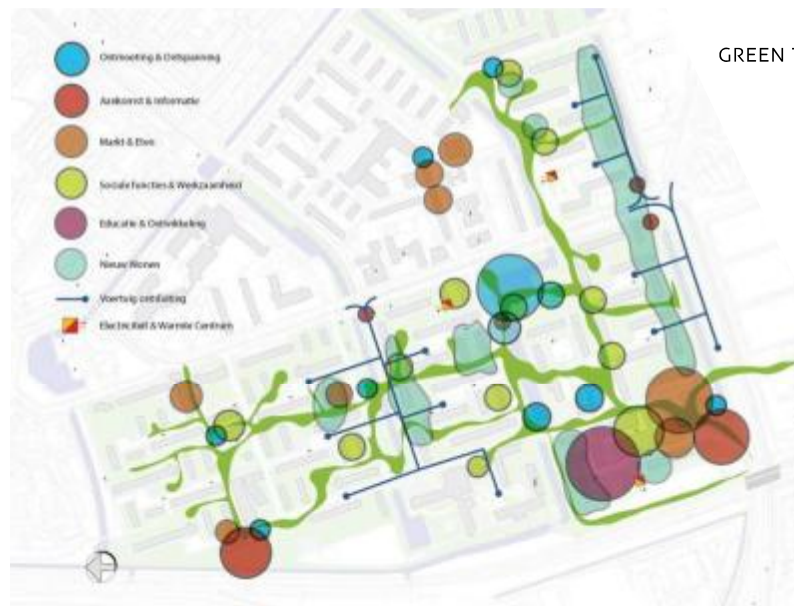 Ontmoeting & Ontspanning
GREEN T
Aankomst & Informatie
Markt & Eten
Sociale functies & Werkzaamheid
Educatie & Ontwikkeling
Nieuw Wonen
Voertuig ontsluiting
Electriciteit & Warmte Centrum